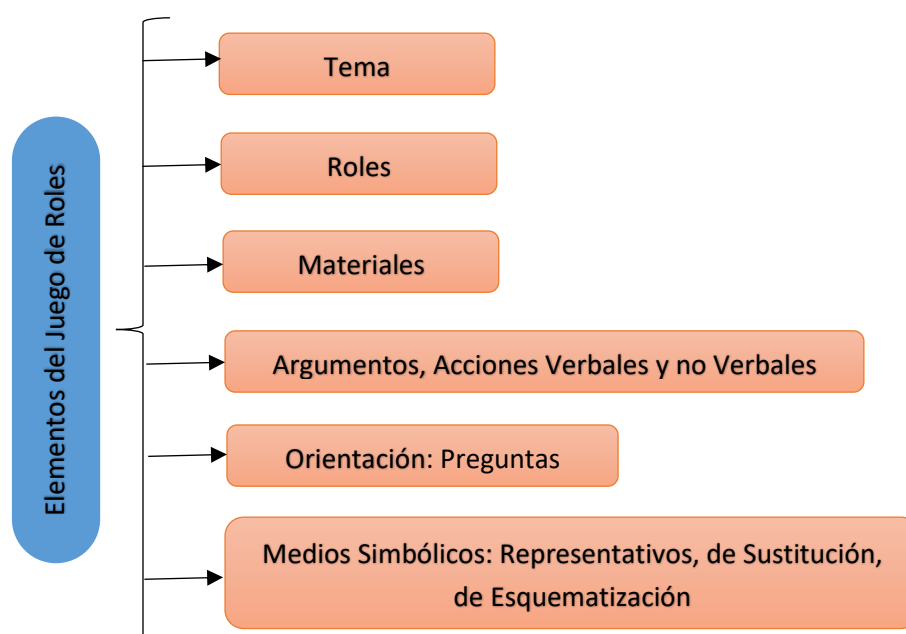 Elementos del Juego de Roles
Tema
Roles
Materiales
Argumentos, Acciones Verbales y no Verbales
Orientación: Preguntas
Medios Simbólicos: Representativos, de Sustitución,
de Esquematización